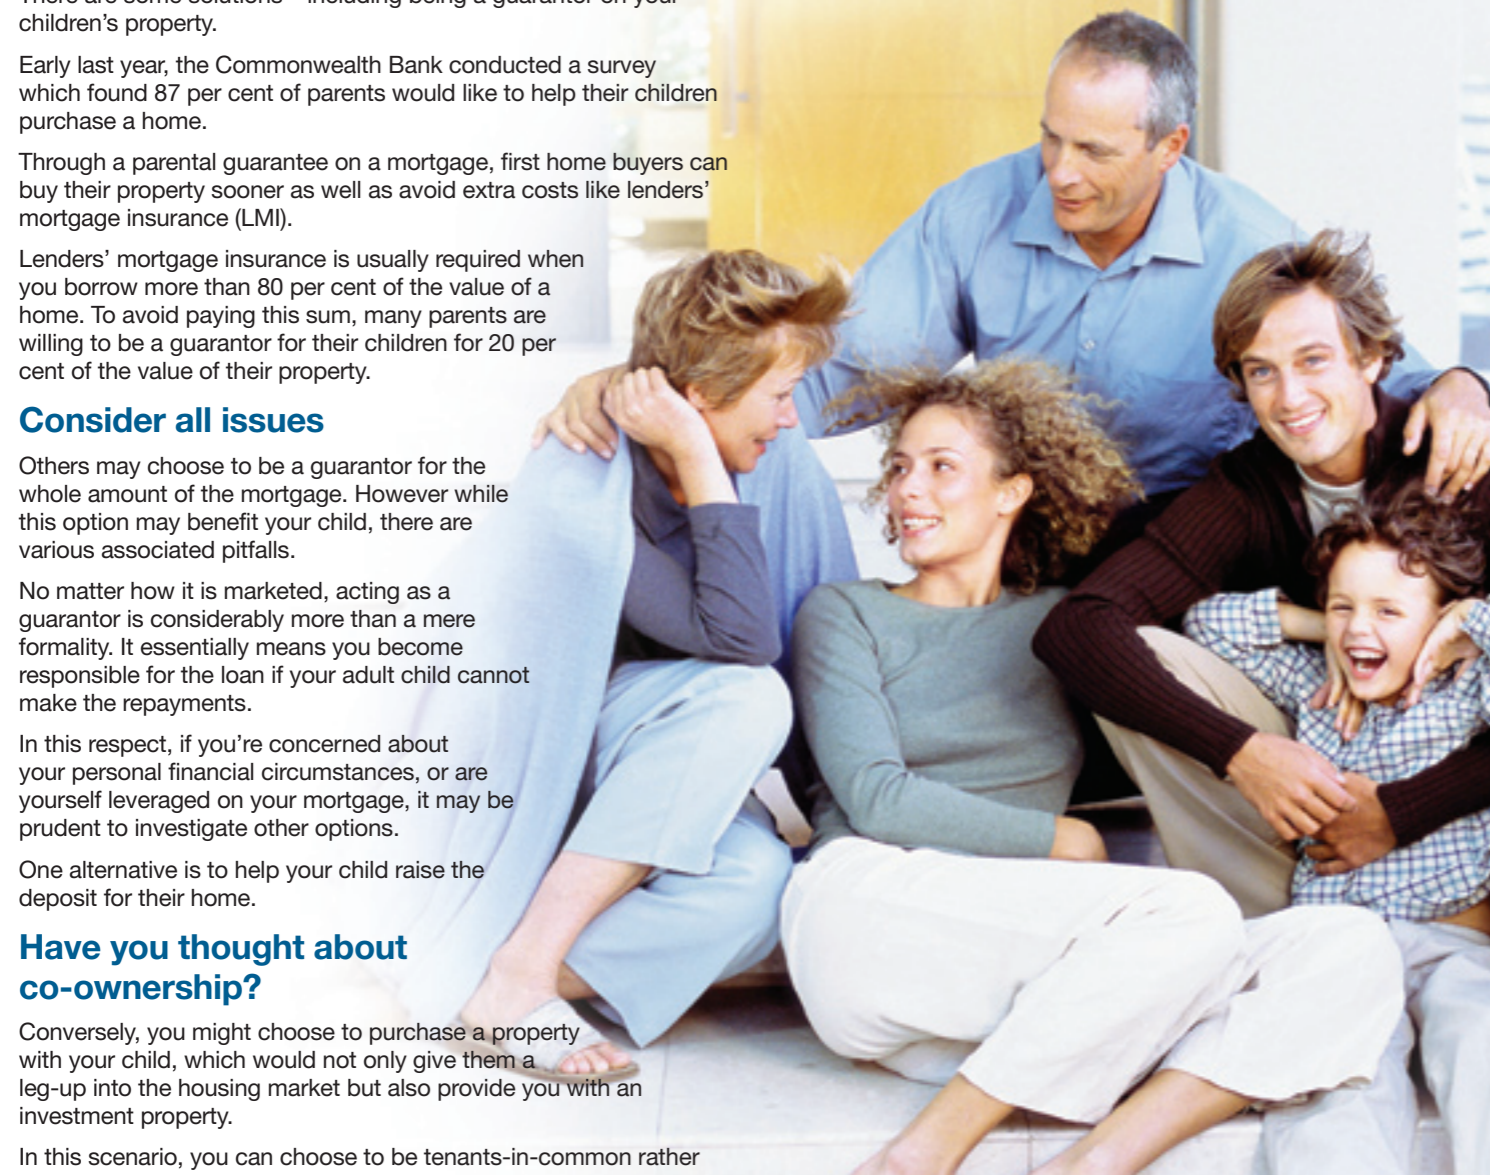 There are some solutions – including being a guarantor on your
children’s property.
Early last year, the Commonwealth Bank conducted a survey
which found 87 per cent of parents would like to help their children
purchase a home.
Through a parental guarantee on a mortgage, first home buyers can
buy their property sooner as well as avoid extra costs like lenders’
mortgage insurance (LMI).
Lenders’ mortgage insurance is usually required when
you borrow more than 80 per cent of the value of a
home. To avoid paying this sum, many parents are
willing to be a guarantor for their children for 20 per
cent of the value of their property.
Consider all issues
Others may choose to be a guarantor for the
whole amount of the mortgage. However while
this option may benefit your child, there are
various associated pitfalls.
No matter how it is marketed, acting as a
guarantor is considerably more than a mere
formality. It essentially means you become
responsible for the loan if your adult child cannot
make the repayments.
In this respect, if you’re concerned about
your personal financial circumstances, or are
yourself leveraged on your mortgage, it may be
prudent to investigate other options.
One alternative is to help your child raise the
deposit for their home.
Have you thought about
co-ownership?
Conversely, you might choose to purchase a property
with your child, which would not only give them a
leg-up into the housing market but also provide you with an
investment property.
In this scenario, you can choose to be tenants-in-common rather